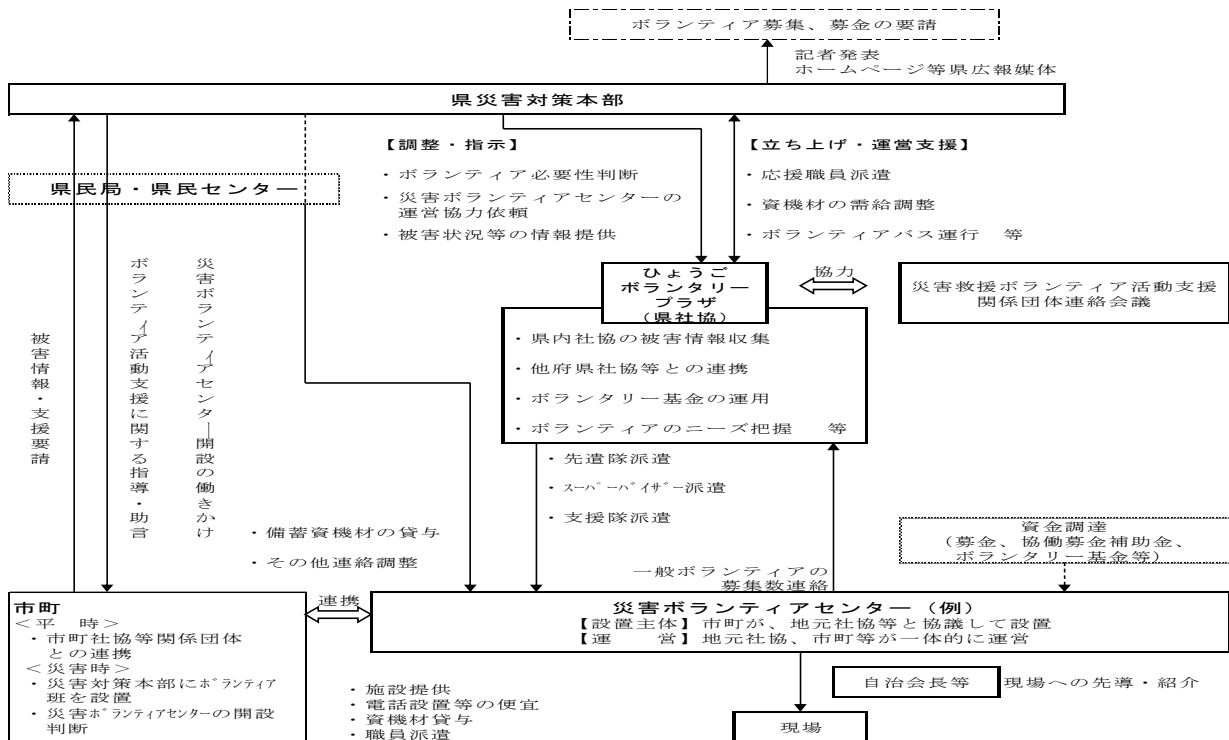 ボランティア募集、募金の要請
記者発表
ホームページ等県広報媒体
県災害対策本部
【調整・指示】
・ボランティア必要性判断
・災害ボランティアセンターの
運営協力依頼
・被害状況等の情報提供
【立ち上げ・運営支援】
・応援職員派遣
・資機材の需給調整
・ボランティアバス運行　等
県民局・県民センター
ひょうご
ボランタリー
プラザ
(県社協)
協力
災害救援ボランティア活動支援
関係団体連絡会議
・県内社協の被害情報収集
・他府県社協等との連携
・ボランタリー基金の運用
・ボランティアのニーズ把握　等
被害情報・支援要請
災害ボランティアセンター開設の働きかけ
ボランティア活動支援に関する指導・助言
・先遣隊派遣
・スーパーバイザー派遣
・支援隊派遣
・備蓄資機材の貸与
・その他連絡調整
一般ボランティアの
募集数連絡
資金調達
(募金、協働募金補助金、
ボランタリー基金等)
市町
＜平　時＞
・市町社協等関係団体
との連携
＜災害時＞
・災害対策本部にボランティア
班を設置
・災害ボランティアセンターの開設
判断
連携
災害ボランティアセンター（例）
【設置主体】市町が、地元社協等と協議して設置
【運　　営】地元社協、市町等が一体的に運営
・施設提供
・電話設置等の便宜
・資機材貸与
・職員派遣
自治会長等
現場への先導・紹介
現場